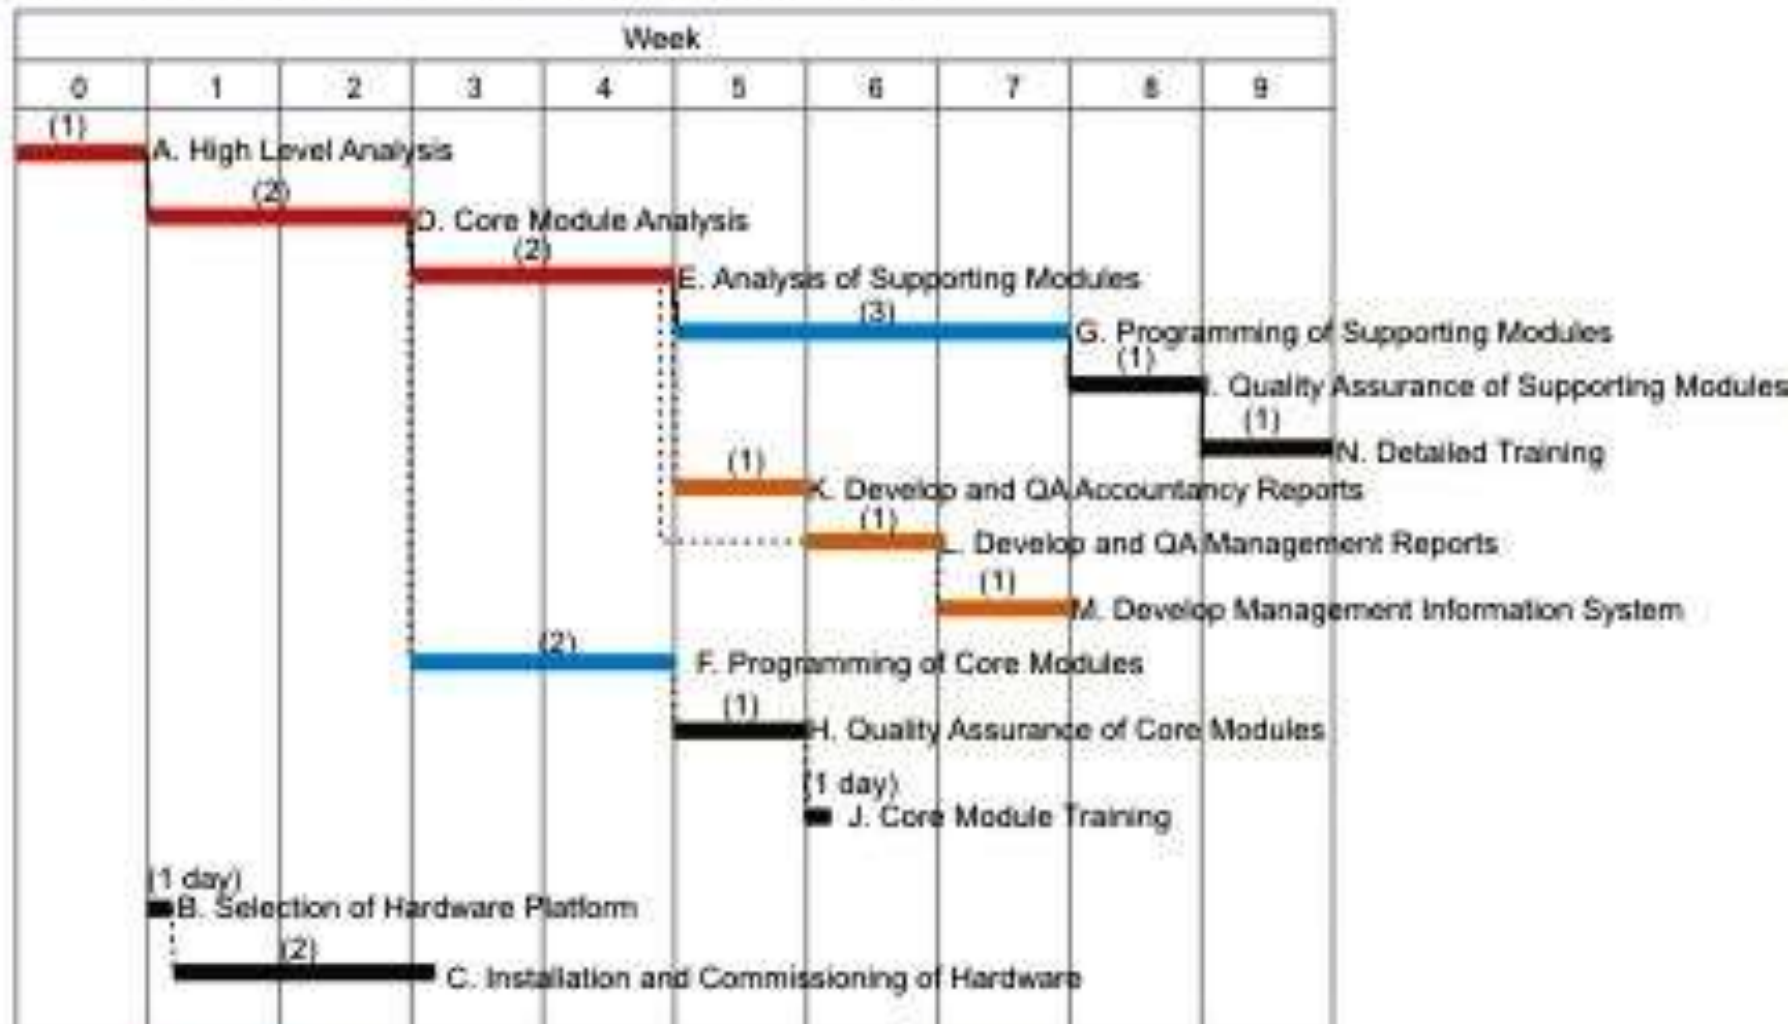 Week
0 1 2 3 4 5 6 7 8 9
(1)
A. High Level Analysis
(2)
D. Core Module Analysis
(2)
E. Analysis of Supporting Modules
(3)
G. Programming of Supporting Modules
(1)
I. Quality Assurance of Supporting Modules
(1)
N. Detailed Training
(1)
K. Develop and QA Accountancy Reports
(1)
L. Develop and QA Management Reports
(1)
M. Develop Management Information System
(2)
F. Programming of Core Modules
(1)
H. Quality Assurance of Core Modules
(1 day)
J. Core Module Training
(1 day)
B. Selection of Hardware Platform
(2)
C. Installation and Commissioning of Hardware